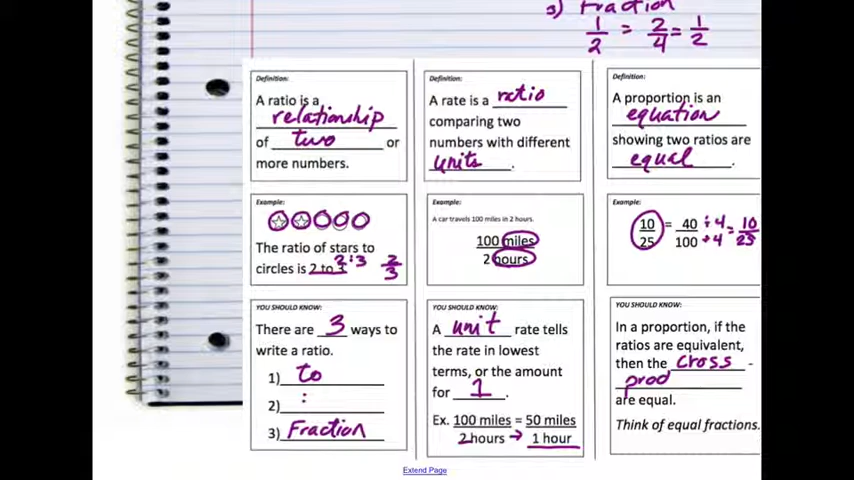 3) Fraction
1/2 = 2/4 = 1/2
Definition:
A ratio is a
relationship
of two or
more numbers.
Definition:
A rate is a ratio
comparing two
numbers with different
units.
Definition:
A proportion is an
equation
showing two ratios are
equal.
Example:
The ratio of stars to
circles is 2 to 3 2:3 2/3
Example:
A car travels 100 miles in 2 hours.
100 miles
2 hours
Example:
10/25 = 40/100 ÷4/÷4 = 10/25
YOU SHOULD KNOW:
There are 3 ways to
write a ratio.
1) to
2) :
3) Fraction
YOU SHOULD KNOW:
A unit rate tells
the rate in lowest
terms, or the amount
for 1.
Ex. 100 miles = 50 miles
2 hours → 1 hour
YOU SHOULD KNOW:
In a proportion, if the
ratios are equivalent,
then the cross -
prod
are equal.
Think of equal fractions.
Extend Page